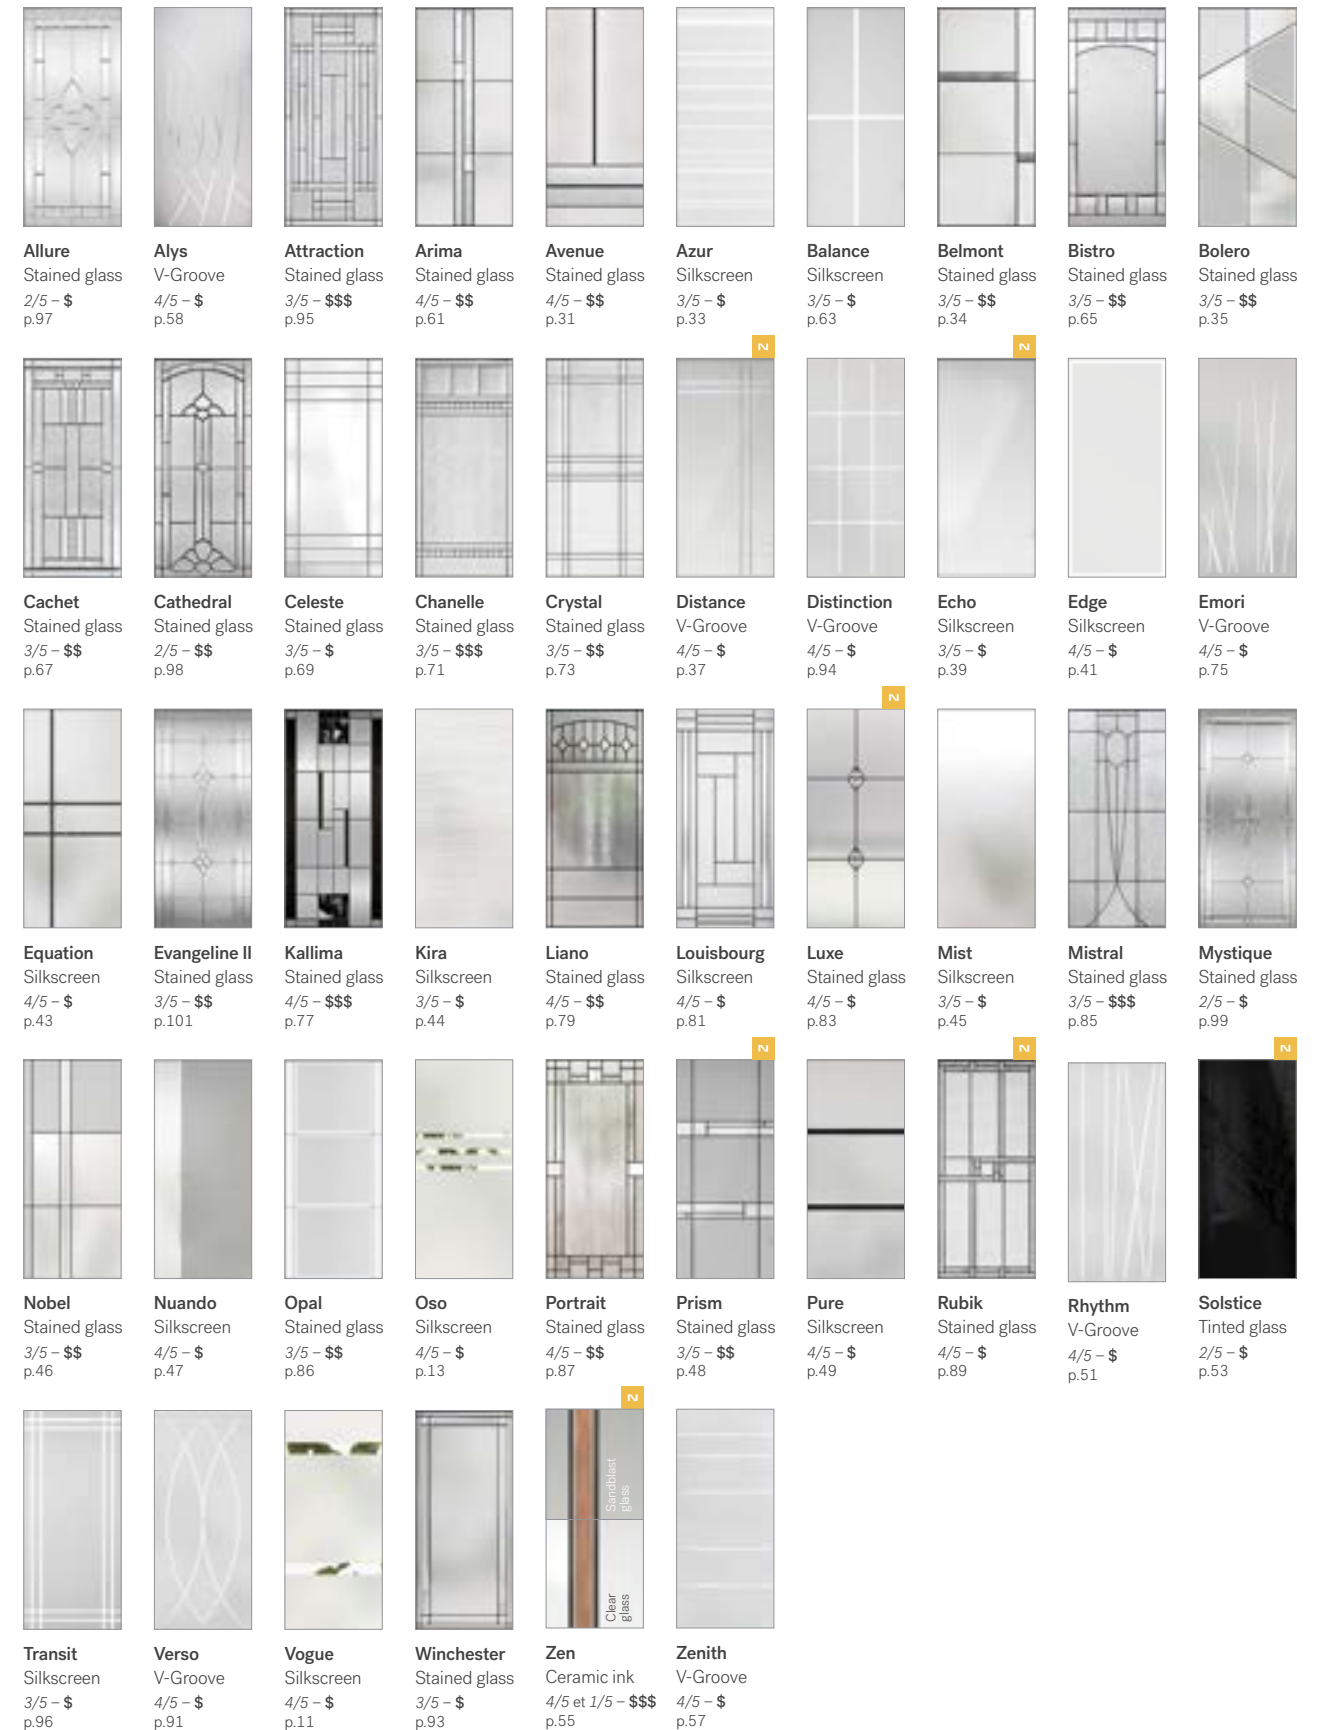 Allure
Stained glass
2/5 – $
p.97
Alys
V-Groove
4/5 – $
p.58
Attraction
Stained glass
3/5 – $$$
p.95
Arima
Stained glass
4/5 – $$
p.61
Avenue
Stained glass
4/5 – $$
p.31
Azur
Silkscreen
3/5 – $
p.33
Balance
Silkscreen
3/5 – $
p.63
Belmont
Stained glass
3/5 – $$
p.34
Bistro
Stained glass
3/5 – $$
p.65
Bolero
Stained glass
3/5 – $$
p.35
Cachet
Stained glass
3/5 – $$
p.67
Cathedral
Stained glass
2/5 – $$
p.98
Celeste
Stained glass
3/5 – $
p.69
Chanelle
Stained glass
3/5 – $$$
p.71
Crystal
Stained glass
3/5 – $$
p.73
N
Distance
V-Groove
4/5 – $
p.37
Distinction
V-Groove
4/5 – $
p.94
N
Echo
Silkscreen
3/5 – $
p.39
Edge
Silkscreen
4/5 – $
p.41
Emori
V-Groove
4/5 – $
p.75
Equation
Silkscreen
4/5 – $
p.43
Evangeline II
Stained glass
3/5 – $$
p.101
Kallima
Stained glass
4/5 – $$$
p.77
Kira
Silkscreen
3/5 – $
p.44
Liano
Stained glass
4/5 – $$
p.79
Louisbourg
Silkscreen
4/5 – $
p.81
N
Luxe
Stained glass
4/5 – $
p.83
Mist
Silkscreen
3/5 – $
p.45
Mistral
Stained glass
3/5 – $$$
p.85
Mystique
Stained glass
2/5 – $
p.99
Nobel
Stained glass
3/5 – $$
p.46
Nuando
Silkscreen
4/5 – $
p.47
Opal
Stained glass
3/5 – $$
p.86
Oso
Silkscreen
4/5 – $
p.13
Portrait
Stained glass
4/5 – $$
p.87
N
Prism
Stained glass
3/5 – $$
p.48
Pure
Silkscreen
4/5 – $
p.49
N
Rubik
Stained glass
4/5 – $
p.89
Rhythm
V-Groove
4/5 – $
p.51
N
Solstice
Tinted glass
2/5 – $
p.53
Transit
Silkscreen
3/5 – $
p.96
Verso
V-Groove
4/5 – $
p.91
Vogue
Silkscreen
4/5 – $
p.11
Winchester
Stained glass
3/5 – $
p.93
N
Sandblast
glass
Clear
glass
Zen
Ceramic ink
4/5 et 1/5 – $$$
p.55
Zenith
V-Groove
4/5 – $
p.57